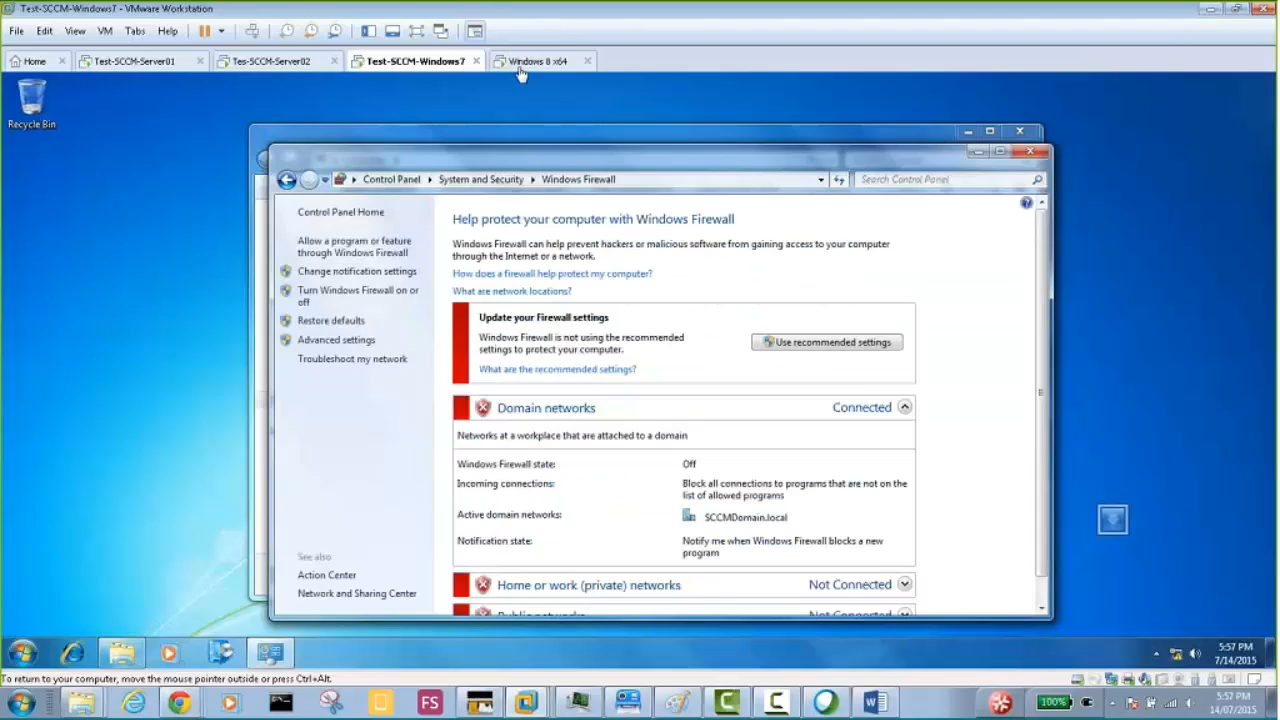 Test-SCCM-Windows7 - VMware Workstation
File Edit View VM Tabs Help
Home Test-SCCM-Server01 Tes-SCCM-Server02 Test-SCCM-Windows7 Windows 8 x64
Recycle Bin
Control Panel System and Security Windows Firewall Search Control Panel
Control Panel Home
Allow a program or feature
through Windows Firewall
Change notification settings
Turn Windows Firewall on or
off
Restore defaults
Advanced settings
Troubleshoot my network
See also
Action Center
Network and Sharing Center
Help protect your computer with Windows Firewall
Windows Firewall can help prevent hackers or malicious software from gaining access to your computer
through the Internet or a network.
How does a firewall help protect my computer?
What are network locations?
Update your Firewall settings
Windows Firewall is not using the recommended
settings to protect your computer.
Use recommended settings
What are the recommended settings?
Domain networks Connected
Networks at a workplace that are attached to a domain
Windows Firewall state: Off
Incoming connections: Block all connections to programs that are not on the
list of allowed programs
Active domain networks: SCCMDomain.local
Notification state: Notify me when Windows Firewall blocks a new
program
Home or work (private) networks Not Connected
Public networks Not Connected
5:57 PM
7/14/2015
To return to your computer, move the mouse pointer outside or press Ctrl+Alt.
FS
100%
5:57 PM
14/07/2015